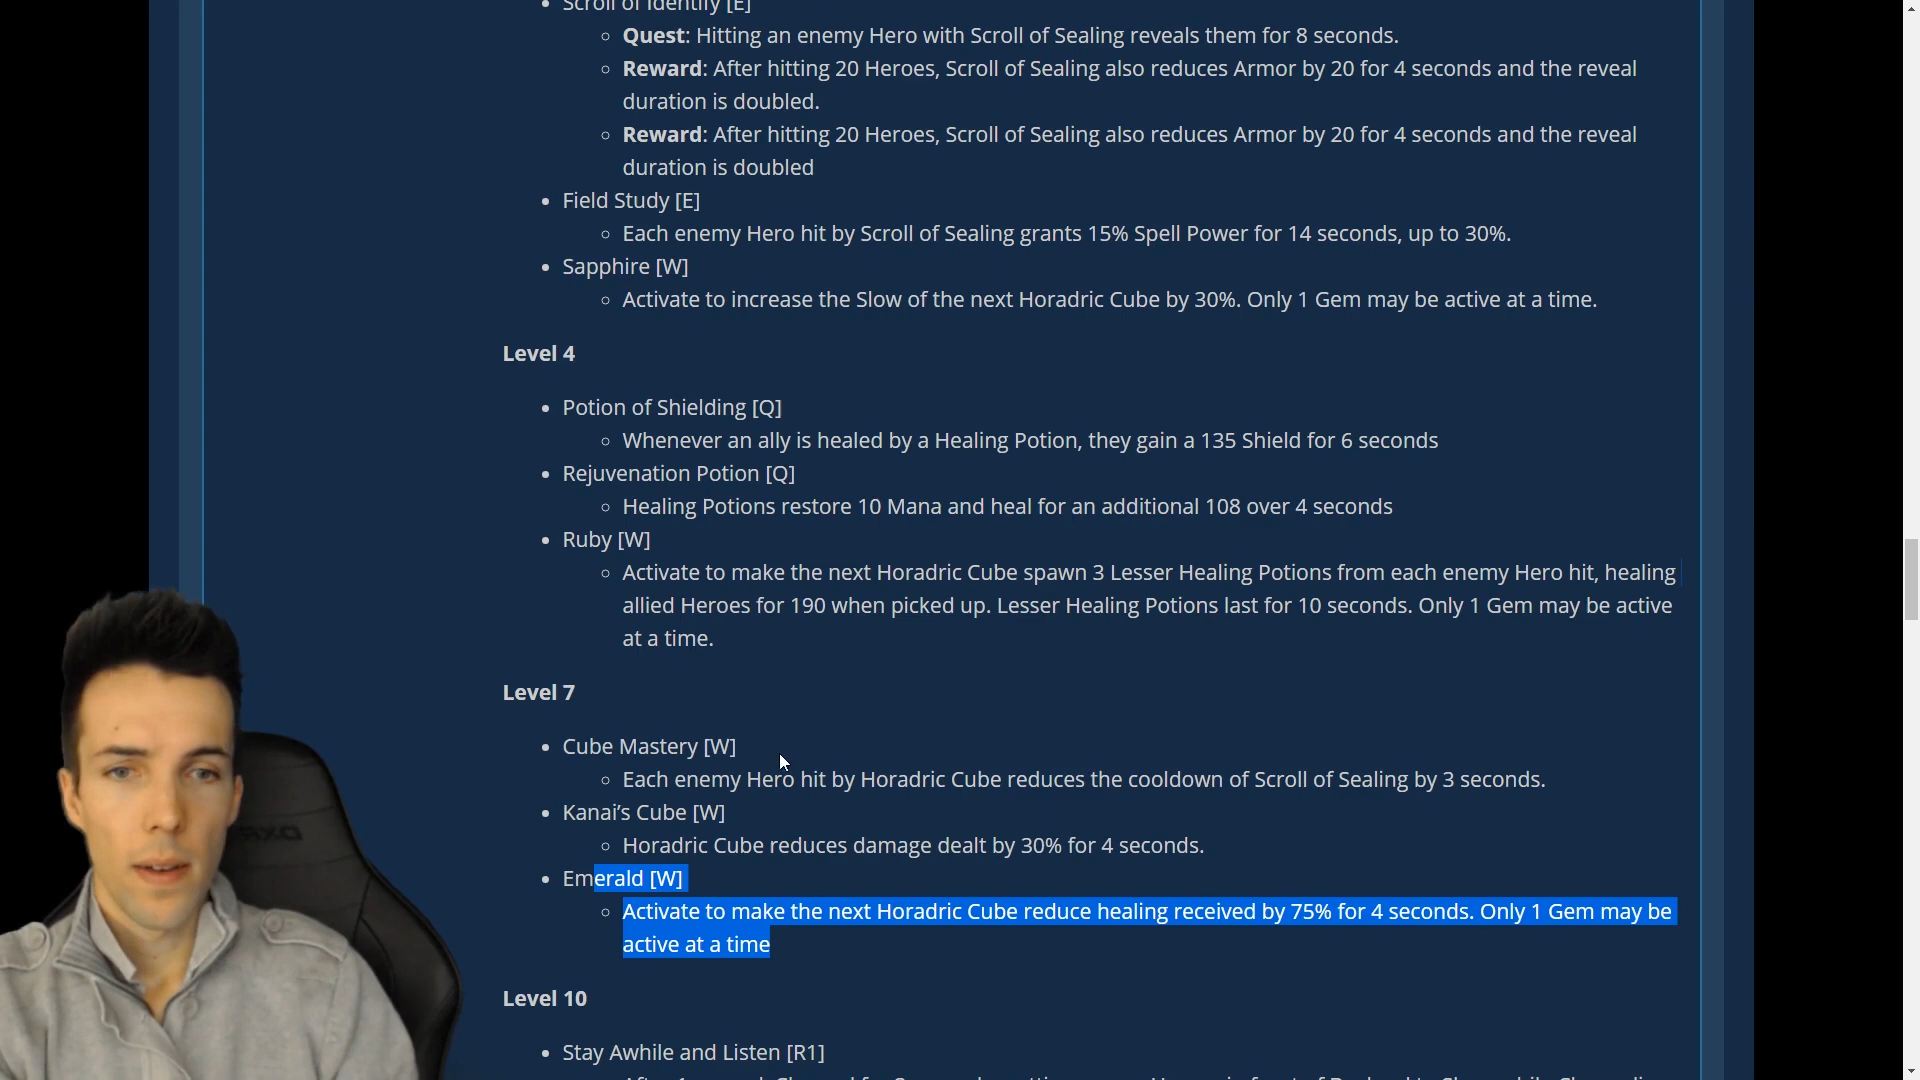 Scroll of Identify [E]
Quest: Hitting an enemy Hero with Scroll of Sealing reveals them for 8 seconds.
Reward: After hitting 20 Heroes, Scroll of Sealing also reduces Armor by 20 for 4 seconds and the reveal
duration is doubled.
Reward: After hitting 20 Heroes, Scroll of Sealing also reduces Armor by 20 for 4 seconds and the reveal
duration is doubled
Field Study [E]
Each enemy Hero hit by Scroll of Sealing grants 15% Spell Power for 14 seconds, up to 30%.
Sapphire [W]
Activate to increase the Slow of the next Horadric Cube by 30%. Only 1 Gem may be active at a time.
Level 4
Potion of Shielding [Q]
Whenever an ally is healed by a Healing Potion, they gain a 135 Shield for 6 seconds
Rejuvenation Potion [Q]
Healing Potions restore 10 Mana and heal for an additional 108 over 4 seconds
Ruby [W]
Activate to make the next Horadric Cube spawn 3 Lesser Healing Potions from each enemy Hero hit, healing
allied Heroes for 190 when picked up. Lesser Healing Potions last for 10 seconds. Only 1 Gem may be active
at a time.
Level 7
Cube Mastery [W]
Each enemy Hero hit by Horadric Cube reduces the cooldown of Scroll of Sealing by 3 seconds.
Kanai's Cube [W]
Horadric Cube reduces damage dealt by 30% for 4 seconds.
Emerald [W]
Activate to make the next Horadric Cube reduce healing received by 75% for 4 seconds. Only 1 Gem may be
active at a time
Level 10
Stay Awhile and Listen [R1]